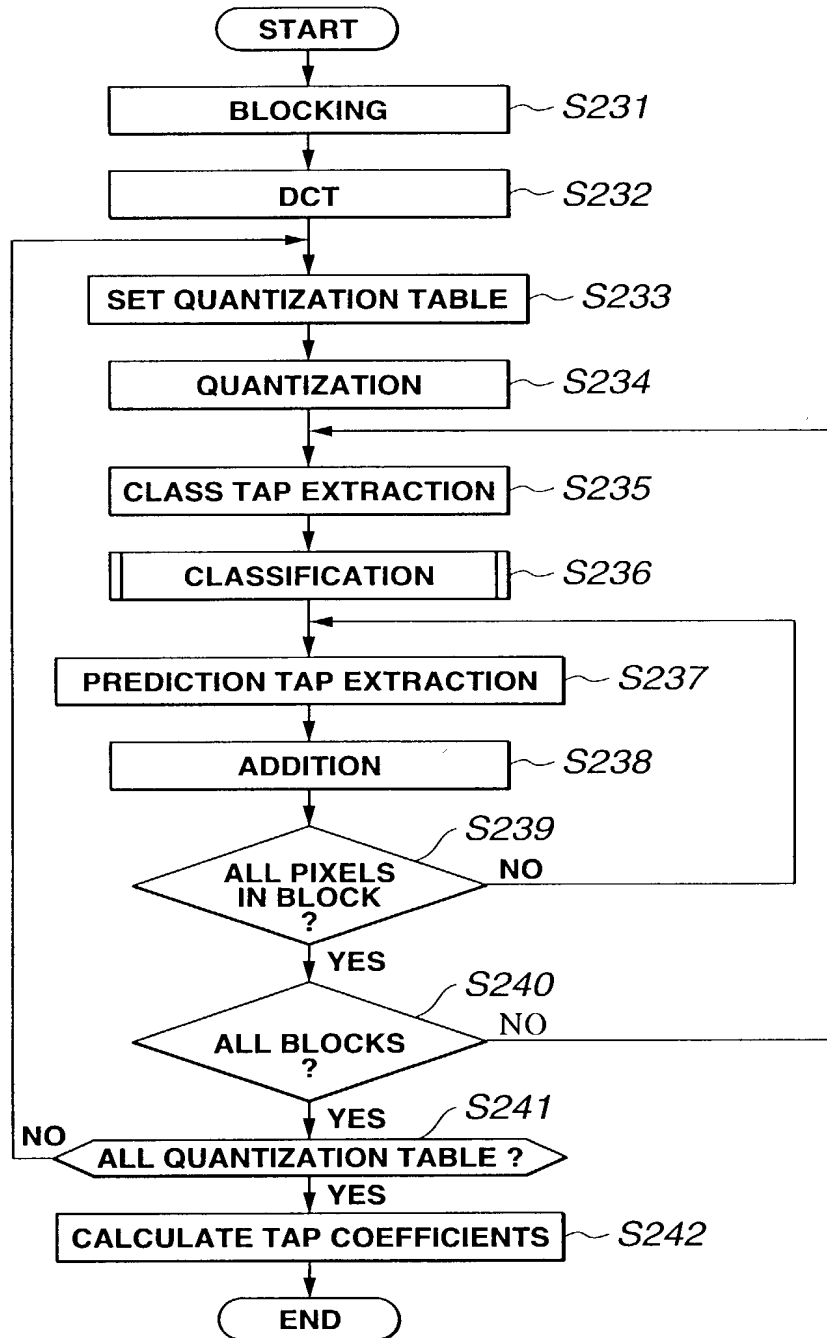 START
BLOCKING
S231
DCT
S232
SET QUANTIZATION TABLE
S233
QUANTIZATION
S234
CLASS TAP EXTRACTION
S235
CLASSIFICATION
S236
PREDICTION TAP EXTRACTION
S237
ADDITION
S238
S239
ALL PIXELS
IN BLOCK
?
NO
YES
S240
ALL BLOCKS
?
NO
YES
S241
NO
ALL QUANTIZATION TABLE ?
YES
CALCULATE TAP COEFFICIENTS
S242
END